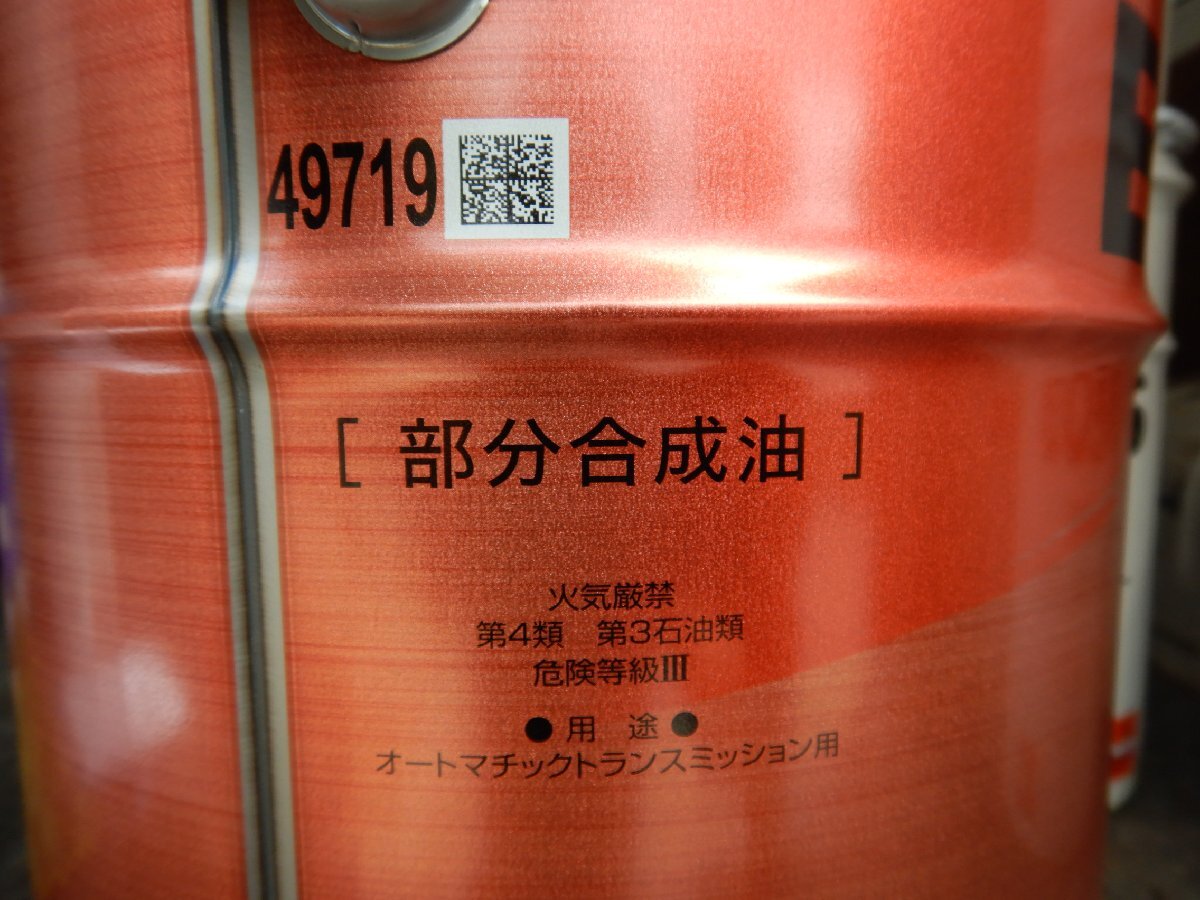 49719
[ 部分合成油 ]
火気厳禁
第4類　第3石油類
危険等級Ⅲ
●用　途●
オートマチックトランスミッション用